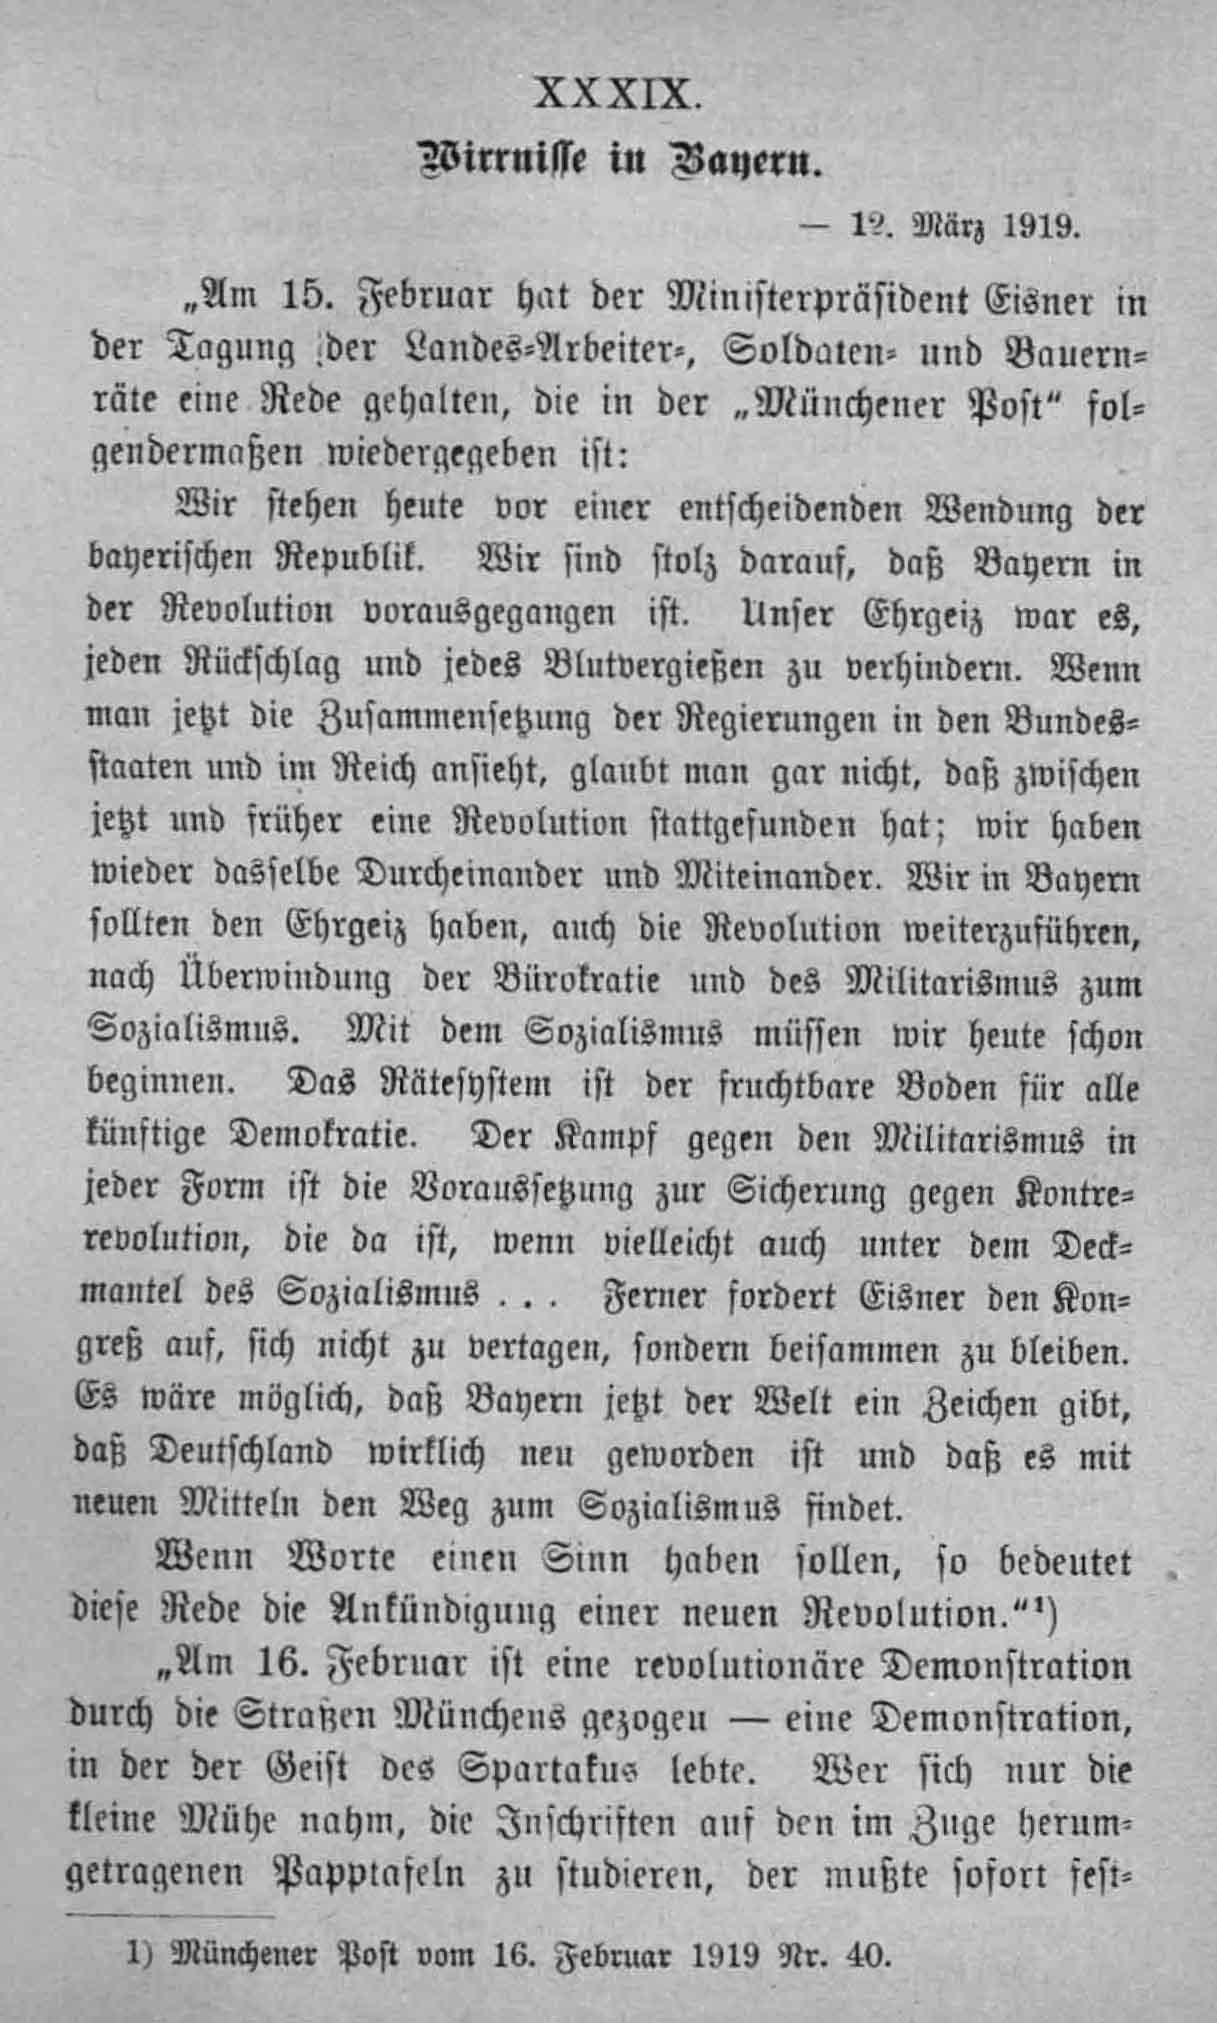 XXXIX.
Wirrnisse in Bayern.
— 12. März 1919.
„Am 15. Februar hat der Ministerpräsident Eisner in
der Tagung der Landes-Arbeiter-, Soldaten- und Bauern-
räte eine Rede gehalten, die in der „Münchener Post“ fol-
gendermaßen wiedergegeben ist:
Wir stehen heute vor einer entscheidenden Wendung der
bayerischen Republik. Wir sind stolz darauf, daß Bayern in
der Revolution vorausgegangen ist. Unser Ehrgeiz war es,
jeden Rückschlag und jedes Blutvergießen zu verhindern. Wenn
man jetzt die Zusammensetzung der Regierungen in den Bundes-
staaten und im Reich ansieht, glaubt man gar nicht, daß zwischen
jetzt und früher eine Revolution stattgefunden hat; wir haben
wieder dasselbe Durcheinander und Miteinander. Wir in Bayern
sollten den Ehrgeiz haben, auch die Revolution weiterzuführen,
nach Überwindung der Bürokratie und des Militarismus zum
Sozialismus. Mit dem Sozialismus müssen wir heute schon
beginnen. Das Rätesystem ist der fruchtbare Boden für alle
künftige Demokratie. Der Kampf gegen den Militarismus in
jeder Form ist die Voraussetzung zur Sicherung gegen Kontre-
revolution, die da ist, wenn vielleicht auch unter dem Deck-
mantel des Sozialismus . . . Ferner fordert Eisner den Kon-
greß auf, sich nicht zu vertagen, sondern beisammen zu bleiben.
Es wäre möglich, daß Bayern jetzt der Welt ein Zeichen gibt,
daß Deutschland wirklich neu geworden ist und daß es mit
neuen Mitteln den Weg zum Sozialismus findet.
Wenn Worte einen Sinn haben sollen, so bedeutet
diese Rede die Ankündigung einer neuen Revolution.“¹)
„Am 16. Februar ist eine revolutionäre Demonstration
durch die Straßen Münchens gezogen — eine Demonstration,
in der der Geist des Spartakus lebte. Wer sich nur die
kleine Mühe nahm, die Inschriften auf den im Zuge herum-
getragenen Papptafeln zu studieren, der mußte sofort fest-
1) Münchener Post vom 16. Februar 1919 Nr. 40.